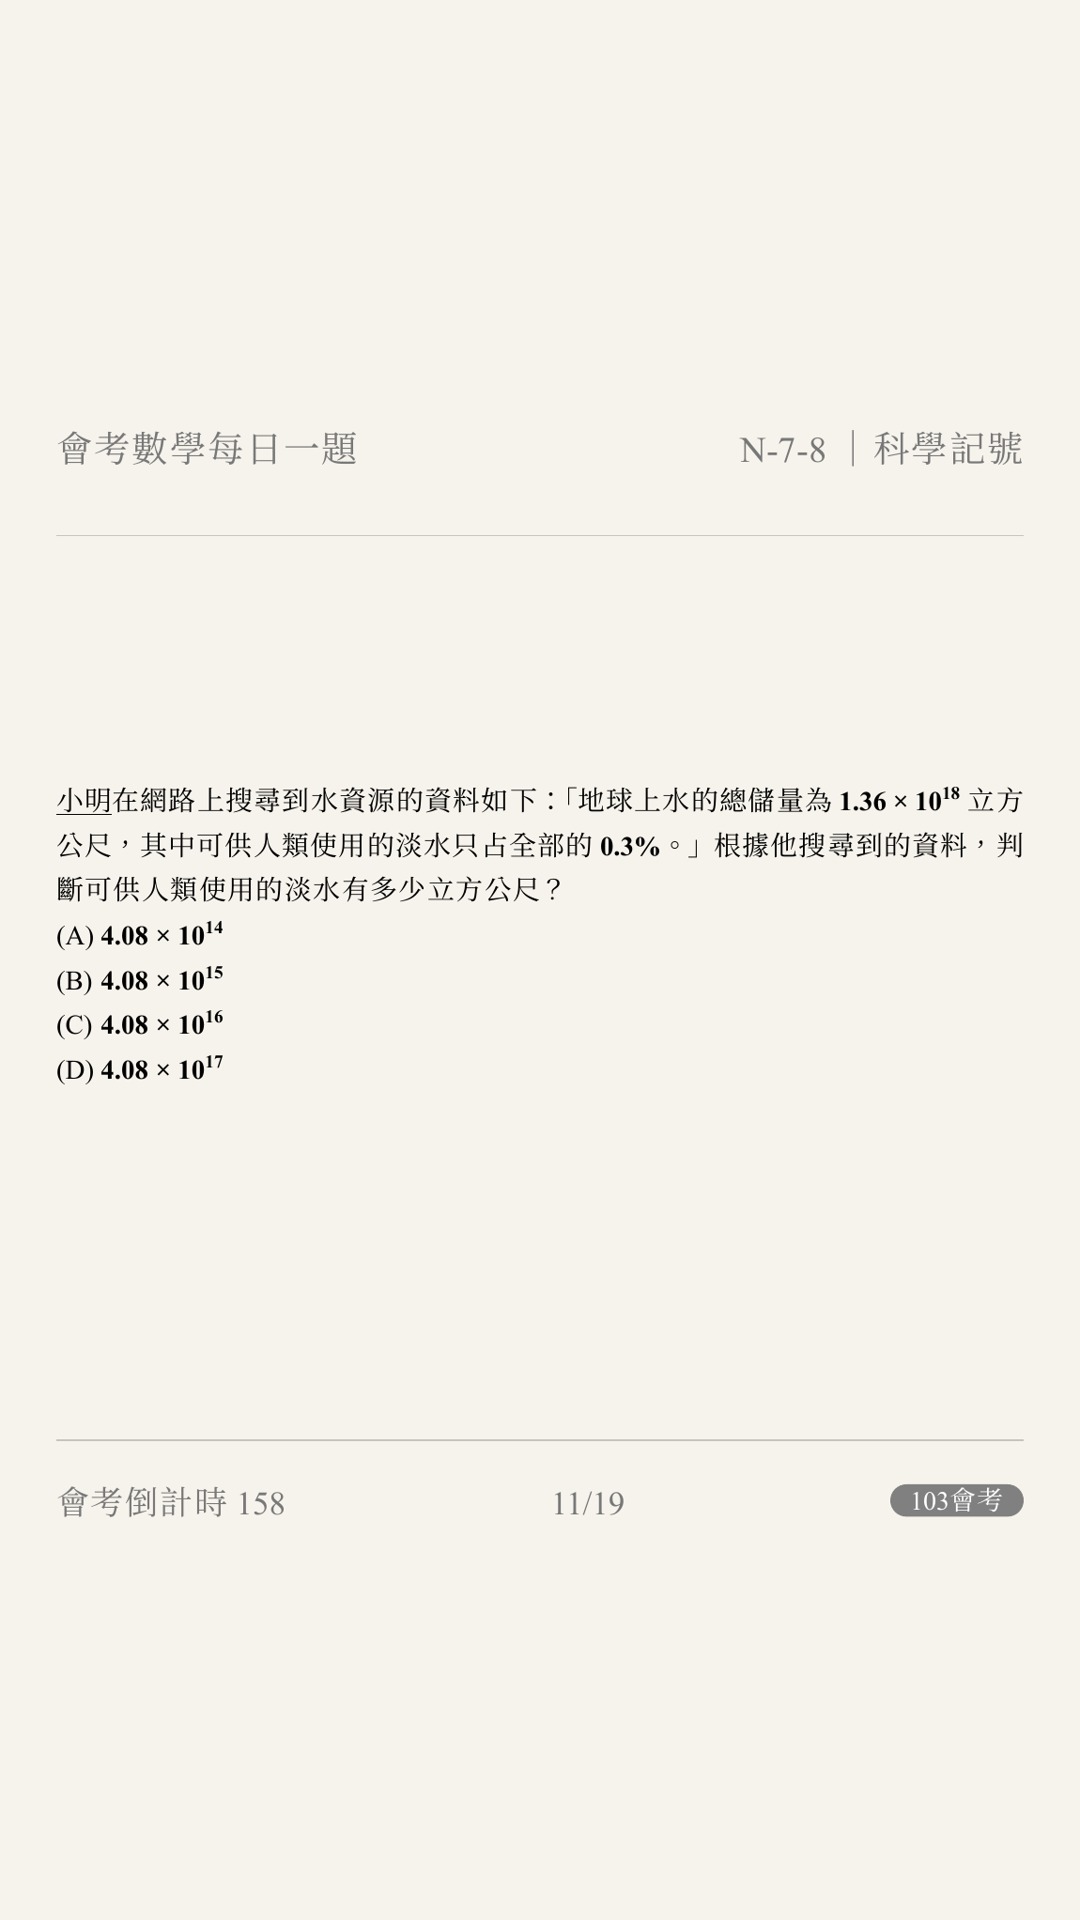 會考數學每日一題
N-7-8｜科學記號
小明在網路上搜尋到水資源的資料如下：「地球上水的總儲量為 1.36 × 10¹⁸ 立方
公尺，其中可供人類使用的淡水只占全部的 0.3%。」根據他搜尋到的資料，判
斷可供人類使用的淡水有多少立方公尺？
(A) 4.08 × 10¹⁴
(B) 4.08 × 10¹⁵
(C) 4.08 × 10¹⁶
(D) 4.08 × 10¹⁷
會考倒計時 158
11/19
103會考